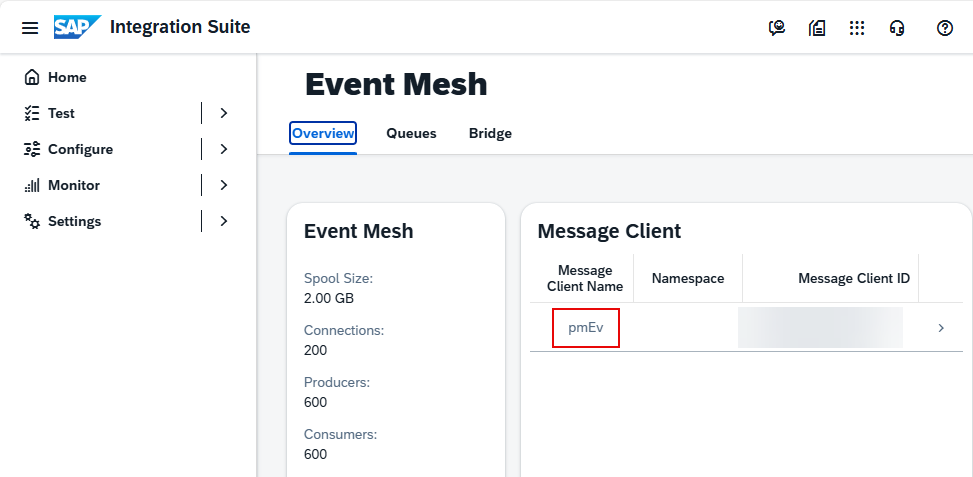 SAP Integration Suite
Home
Test
Configure
Monitor
Settings
Event Mesh
Overview Queues Bridge
Event Mesh
Spool Size:
2.00 GB
Connections:
200
Producers:
600
Consumers:
600
Message Client
Message Client Name Namespace Message Client ID
pmEv